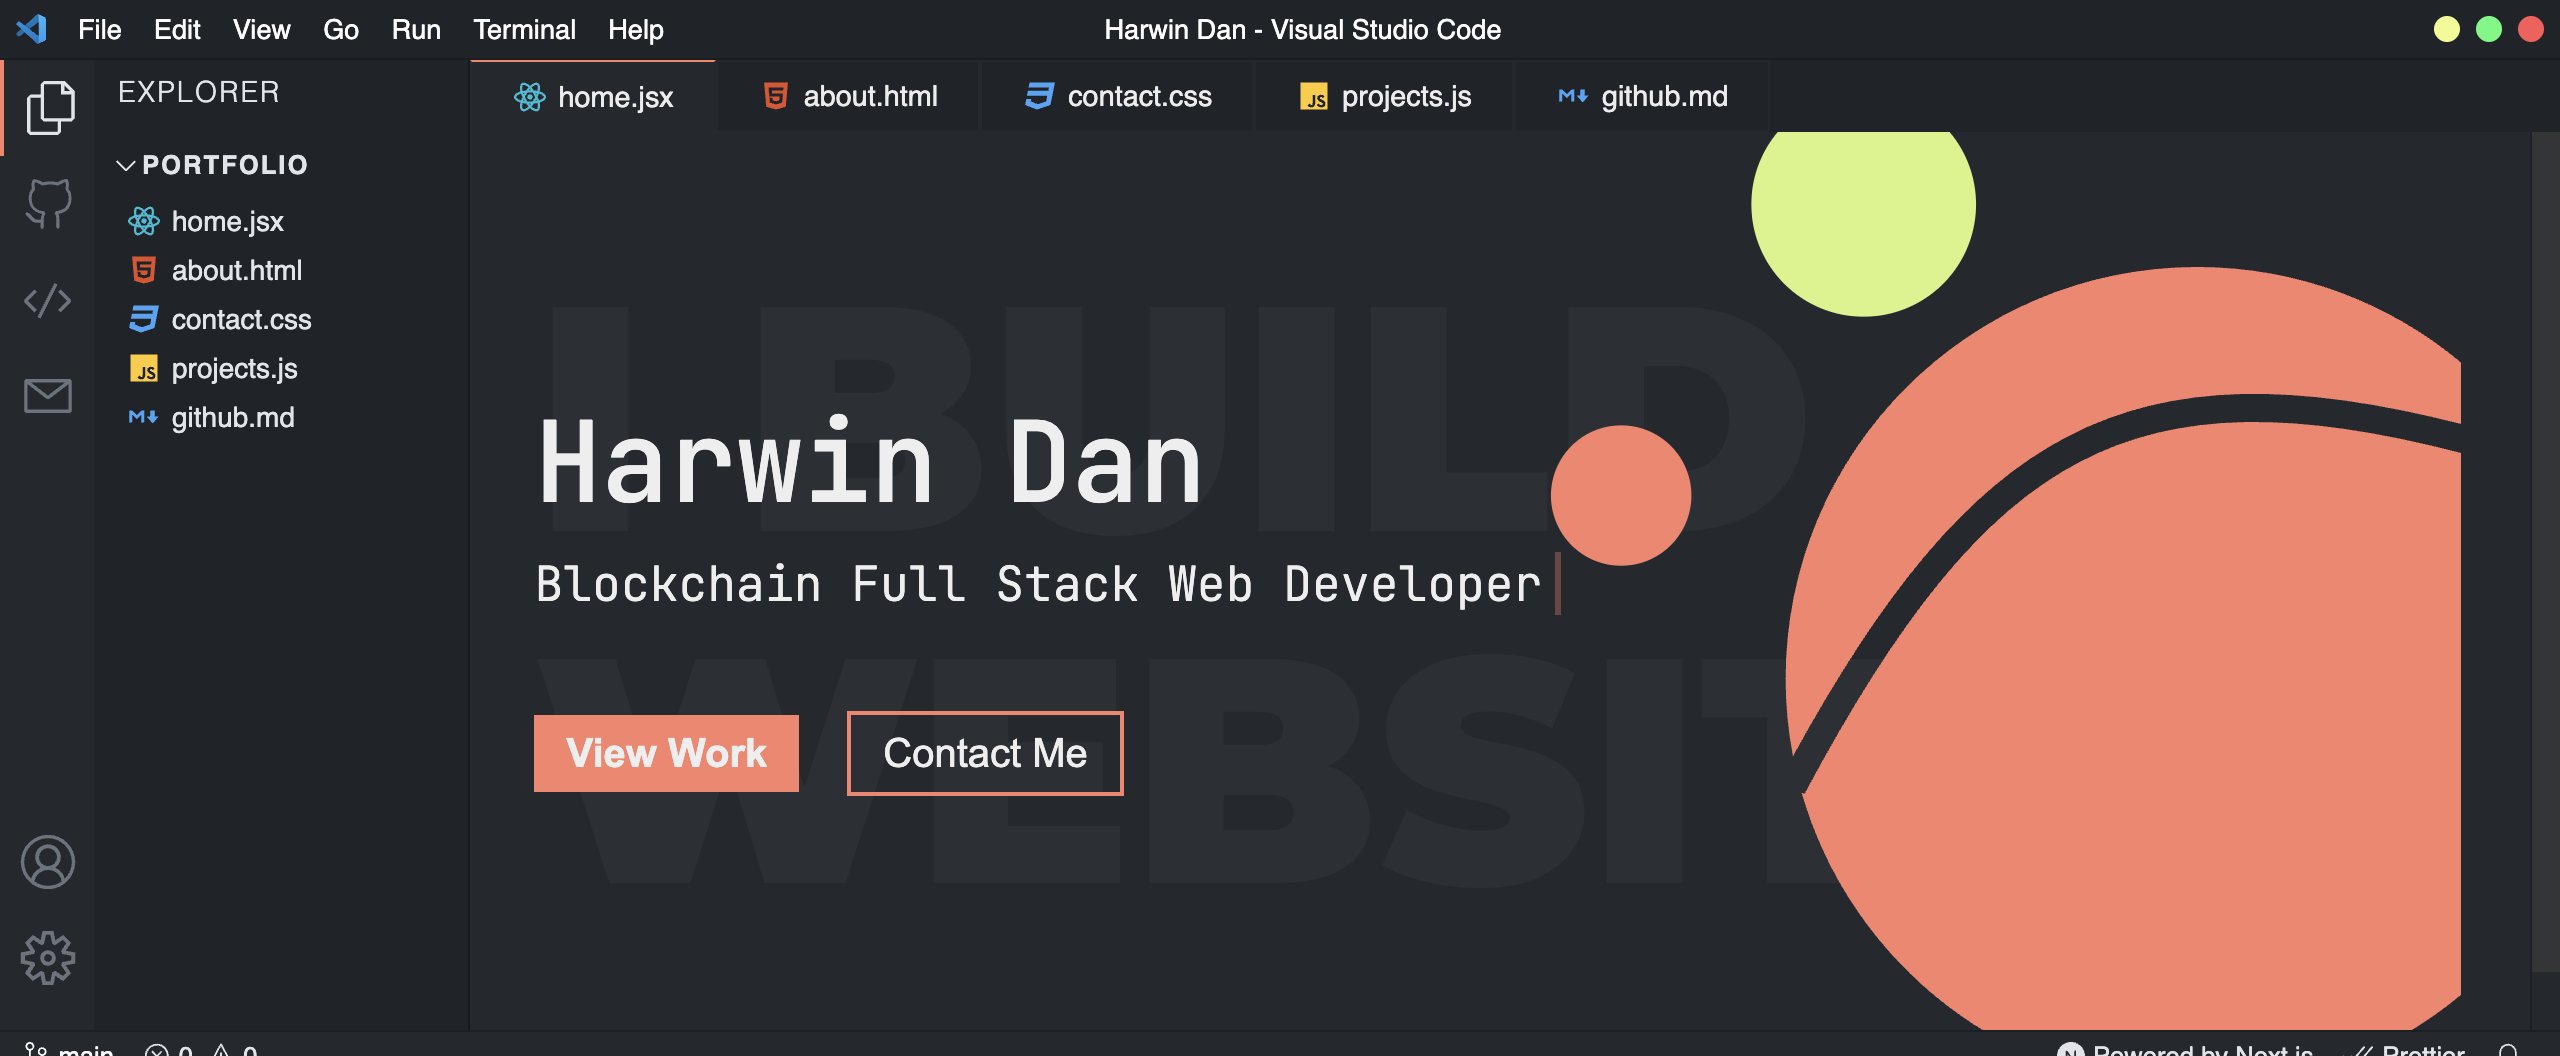 File Edit View Go Run Terminal Help
Harwin Dan - Visual Studio Code
EXPLORER
PORTFOLIO
home.jsx
about.html
contact.css
projects.js
github.md
home.jsx
about.html
contact.css
projects.js
github.md
I BUILD
Harwin Dan
Blockchain Full Stack Web Developer
WEBSIT
View Work
Contact Me
main 0 0
Powered by Next.js Prettier